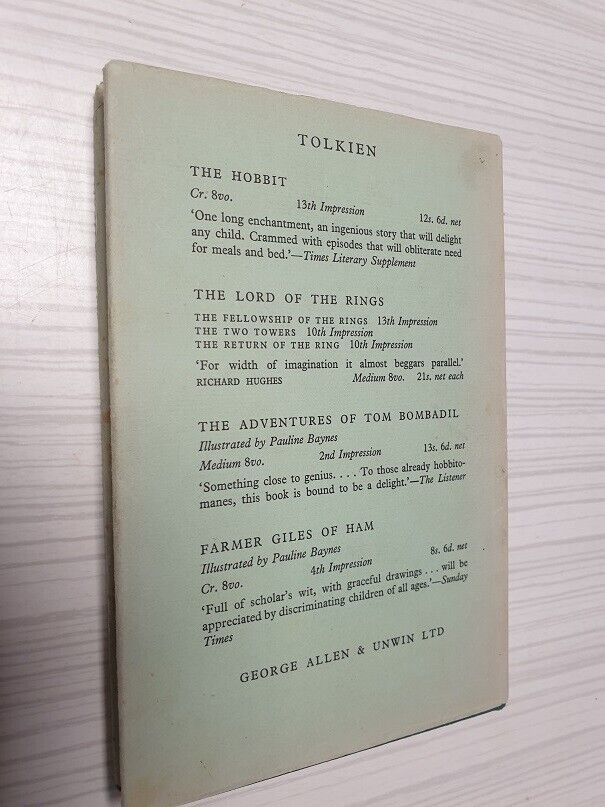 TOLKIEN
THE HOBBIT
Cr. 8vo. 13th Impression 12s. 6d. net
‘One long enchantment, an ingenious story that will delight
any child. Crammed with episodes that will obliterate need
for meals and bed.’—Times Literary Supplement
THE LORD OF THE RINGS
THE FELLOWSHIP OF THE RINGS 13th Impression
THE TWO TOWERS 10th Impression
THE RETURN OF THE RING 10th Impression
‘For width of imagination it almost beggars parallel.’
RICHARD HUGHES Medium 8vo. 21s. net each
THE ADVENTURES OF TOM BOMBADIL
Illustrated by Pauline Baynes
Medium 8vo. 2nd Impression 13s. 6d. net
‘Something close to genius. . . . To those already hobbito-
manes, this book is bound to be a delight.’—The Listener
FARMER GILES OF HAM
Illustrated by Pauline Baynes
Cr. 8vo. 4th Impression 8s. 6d. net
‘Full of scholar’s wit, with graceful drawings . . . will be
appreciated by discriminating children of all ages.’—Sunday
Times
GEORGE ALLEN & UNWIN LTD